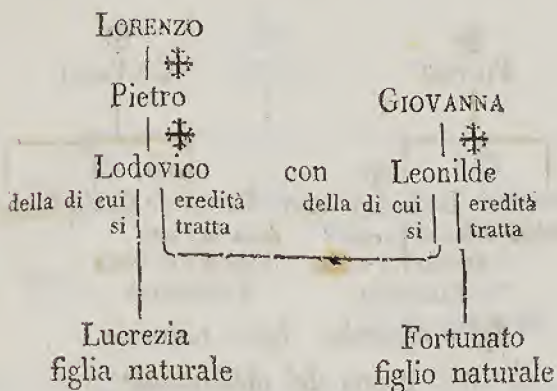 LORENZO
Pietro
GIOVANNA
Lodovico con Leonilde
della di cui eredità della di cui eredità
si tratta si tratta
Lucrezia Fortunato
figlia naturale figlio naturale